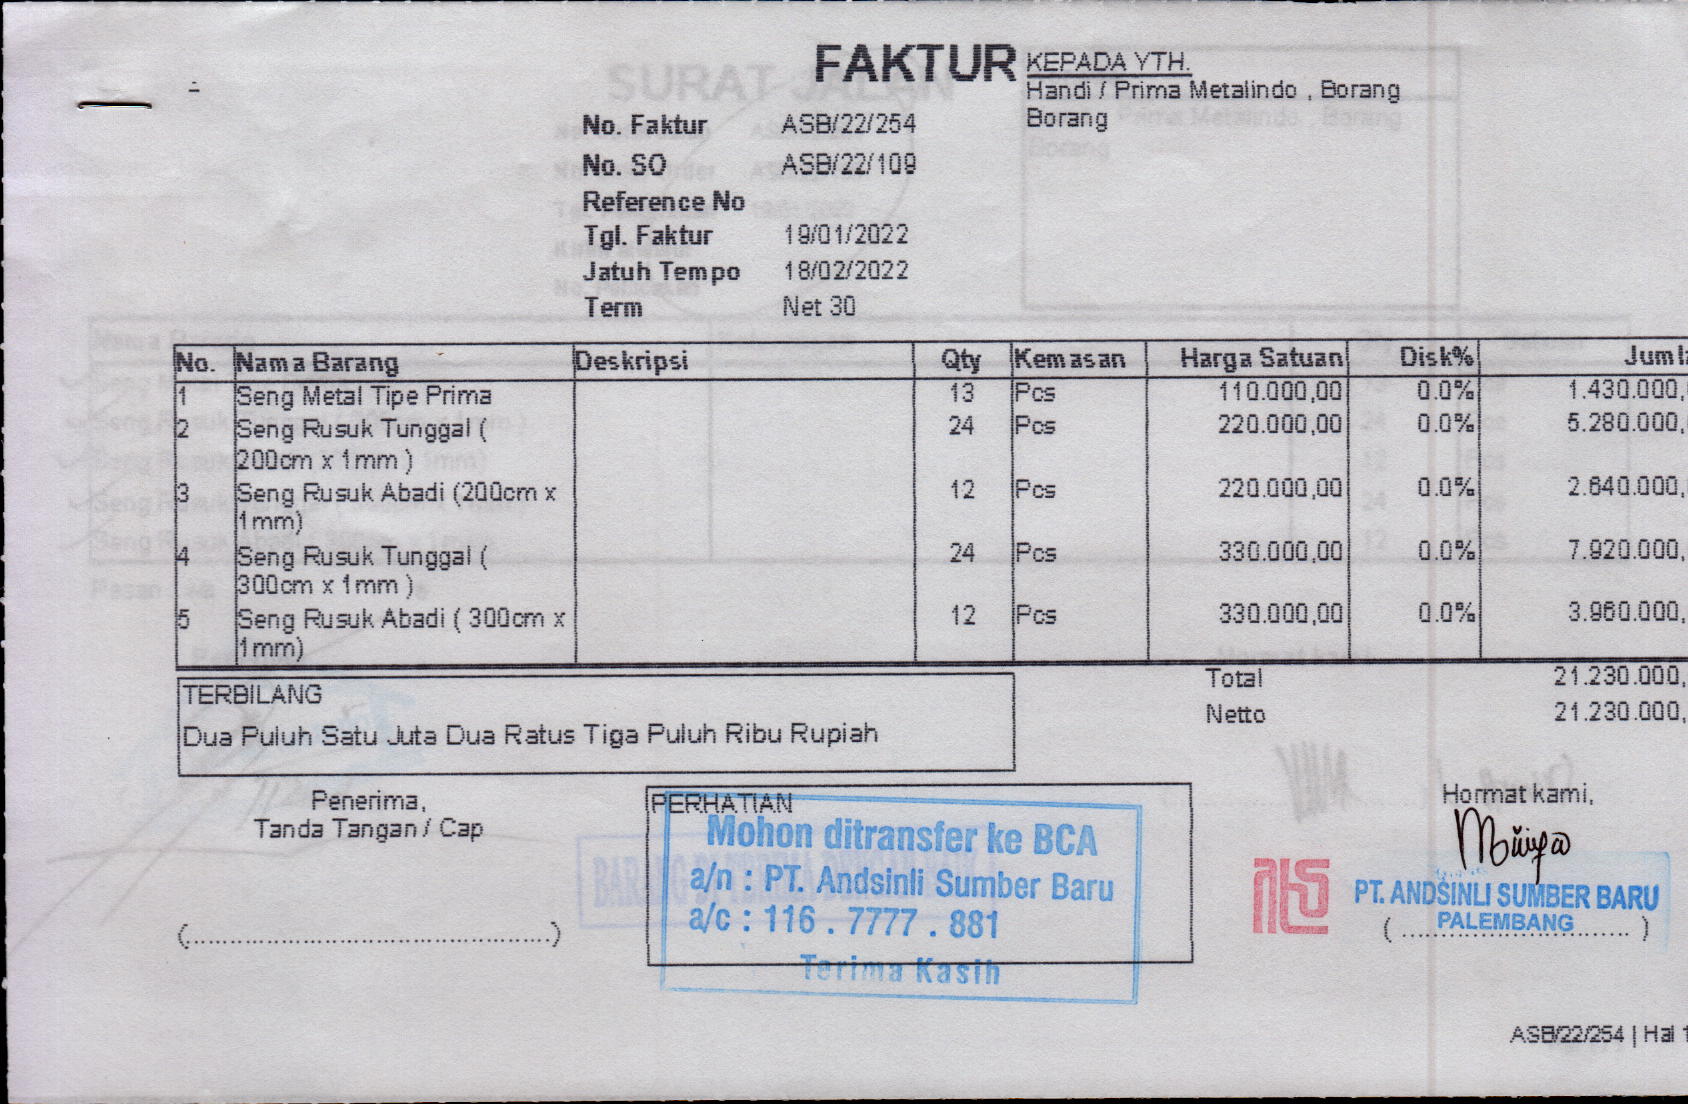 FAKTUR
KEPADA YTH.
Handi / Prima Metalindo , Borang
Borang
No. Faktur ASB/22/254
No. SO ASB/22/109
Reference No
Tgl. Faktur 19/01/2022
Jatuh Tempo 18/02/2022
Term Net 30
No. Nama Barang Deskripsi Qty Kemasan Harga Satuan Disk% Jumla
1 Seng Metal Tipe Prima 13 Pcs 110.000,00 0.0% 1.430.000,
2 Seng Rusuk Tunggal ( 24 Pcs 220.000,00 0.0% 5.280.000,
200cm x 1mm )
3 Seng Rusuk Abadi (200cm x 12 Pcs 220.000,00 0.0% 2.640.000,
1mm)
4 Seng Rusuk Tunggal ( 24 Pcs 330.000,00 0.0% 7.920.000,
300cm x 1mm )
5 Seng Rusuk Abadi ( 300cm x 12 Pcs 330.000,00 0.0% 3.960.000,
1mm)
Total 21.230.000,
Netto 21.230.000,
TERBILANG
Dua Puluh Satu Juta Dua Ratus Tiga Puluh Ribu Rupiah
Penerima,
Tanda Tangan / Cap
(................................................)
PERHATIAN
Mohon ditransfer ke BCA
a/n : PT. Andsinli Sumber Baru
a/c : 116 . 7777 . 881
Terima Kasih
Hormat kami,
PT. ANDSINLI SUMBER BARU
PALEMBANG
( .............................. )
ASB/22/254 | Hal 1